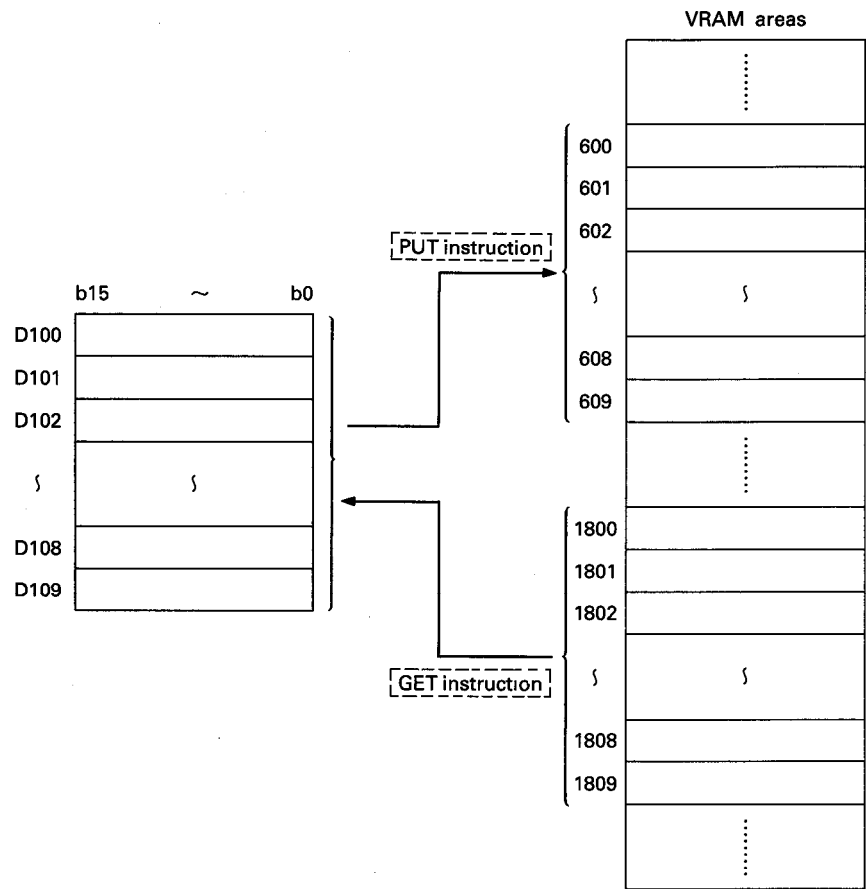 VRAM areas
600
601
602
PUT instruction
b15 ~ b0
∫ ∫
D100
D101
608
D102
609
∫ ∫
1800
D108
1801
D109
1802
GET instruction
∫ ∫
1808
1809